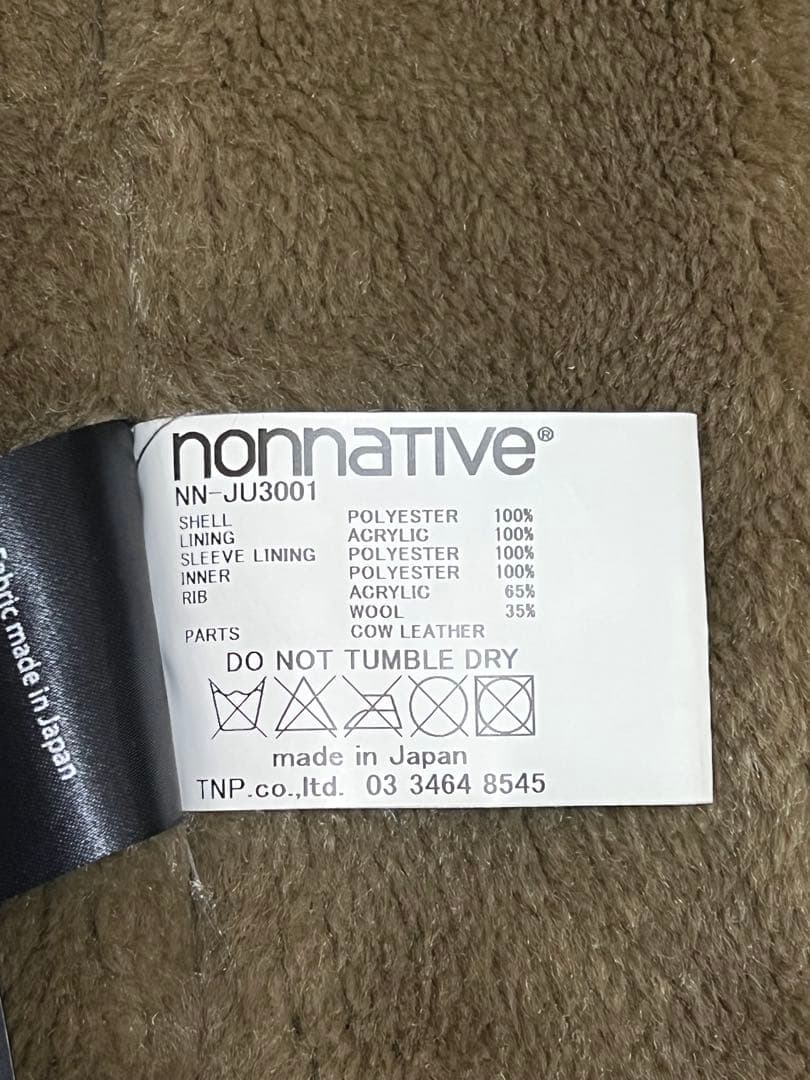 nonnative®
NN-JU3001
SHELL POLYESTER 100%
LINING ACRYLIC 100%
SLEEVE LINING POLYESTER 100%
INNER POLYESTER 100%
RIB ACRYLIC 65%
WOOL 35%
PARTS COW LEATHER
DO NOT TUMBLE DRY
made in Japan
TNP.co.,ltd. 03 3464 8545
Fabric made in Japan